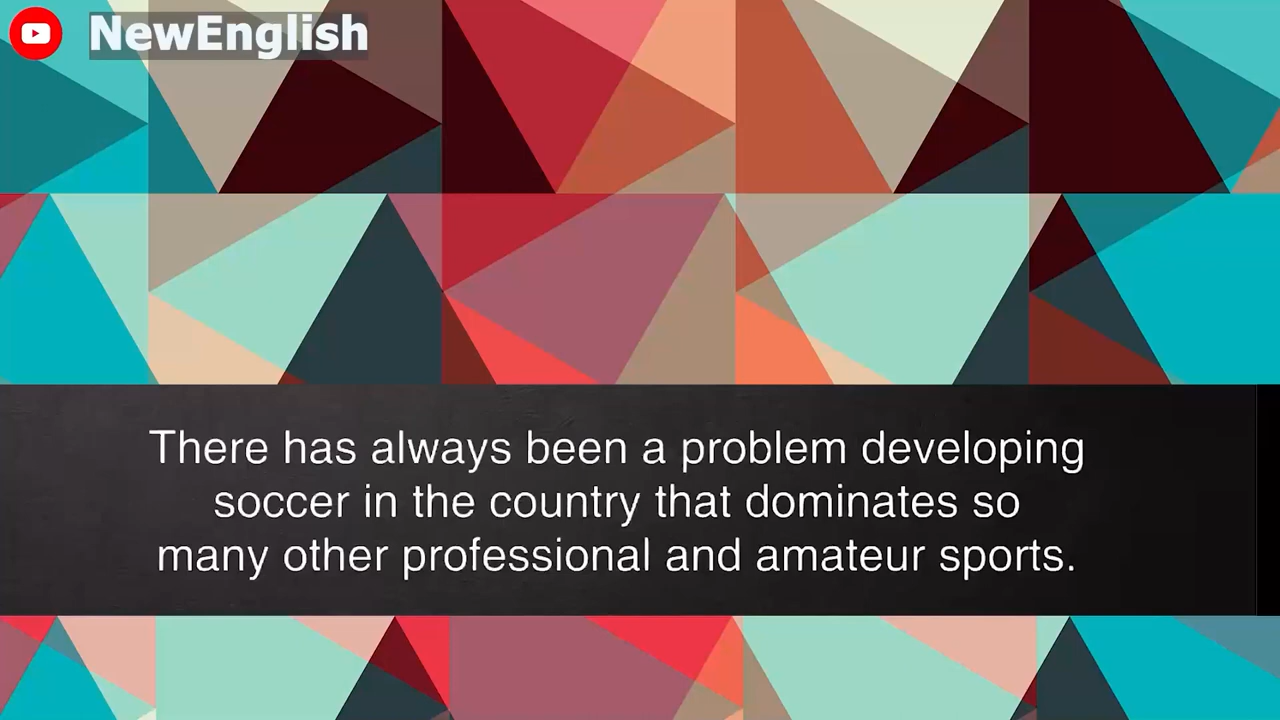 NewEnglish
There has always been a problem developing
soccer in the country that dominates so
many other professional and amateur sports.